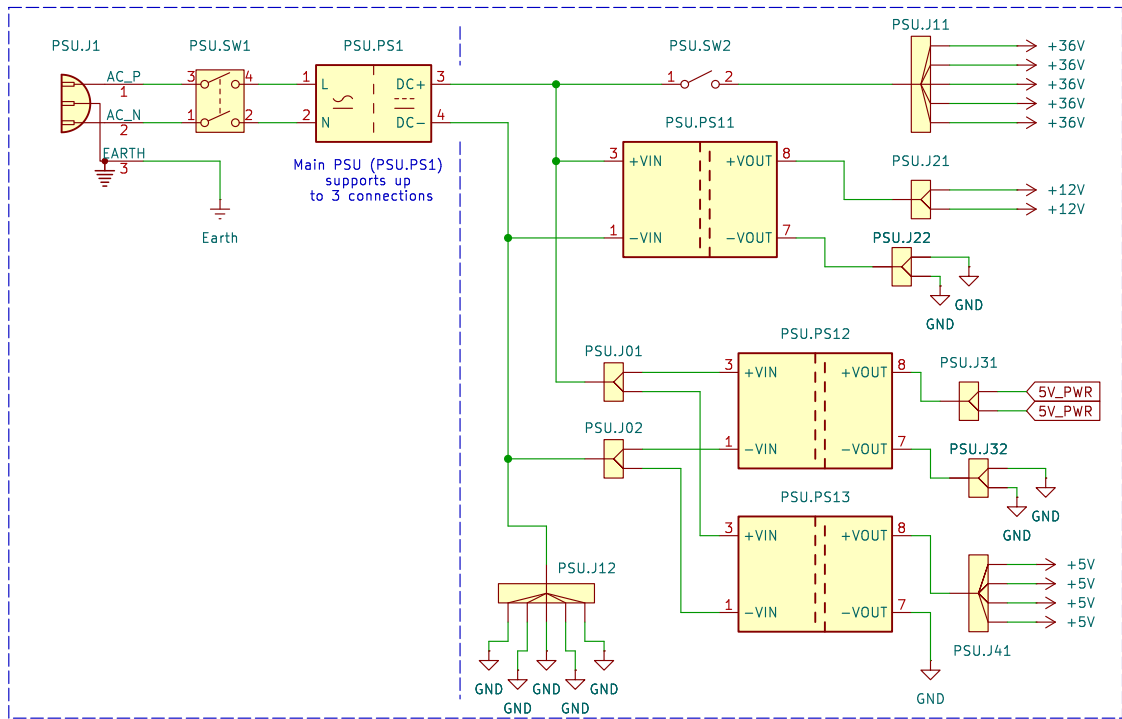 PSU.J1
PSU.SW1
PSU.PS1
PSU.SW2
PSU.J11
AC_P
1
3
4
1
L
DC+
3
1
2
+36V
+36V
+36V
+36V
+36V
AC_N
2
1
2
2
N
DC-
4
EARTH
3
Earth
Main PSU (PSU.PS1)
supports up
to 3 connections
PSU.PS11
3
+VIN
+VOUT
8
1
-VIN
-VOUT
7
PSU.J21
+12V
+12V
PSU.J22
GND
GND
PSU.J01
PSU.PS12
3
+VIN
+VOUT
8
1
-VIN
-VOUT
7
PSU.J31
5V_PWR
5V_PWR
PSU.J02
PSU.J32
GND
GND
PSU.PS13
3
+VIN
+VOUT
8
1
-VIN
-VOUT
7
+5V
+5V
+5V
+5V
PSU.J41
GND
PSU.J12
GND
GND
GND
GND
GND